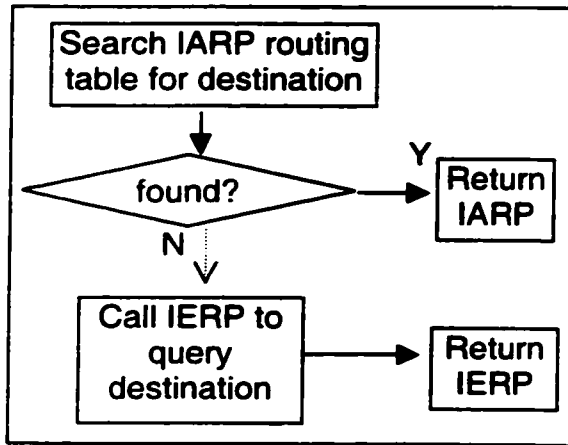 Search IARP routing
table for destination
found?
Y
Return
IARP
N
Call IERP to
query
destination
Return
IERP